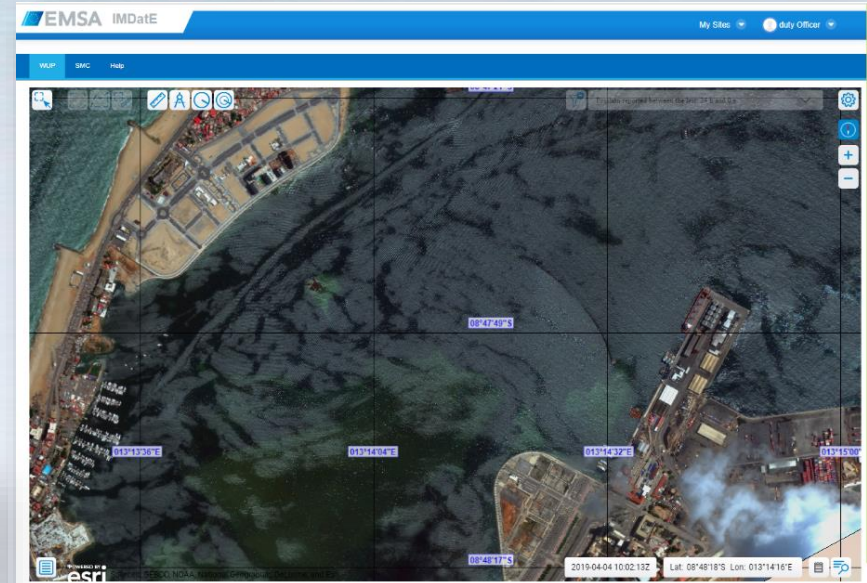 EMSA IMDatE
My Sites
duty Officer
WUP SMC Help
08°47'49"S
013°13'36"E
013°14'04"E
013°14'32"E
013°15'00"
08°48'17"S
POWERED BY
esri
2019-04-04 10:02.13Z
Lat: 08°48'18"S Lon: 013°14'16"E